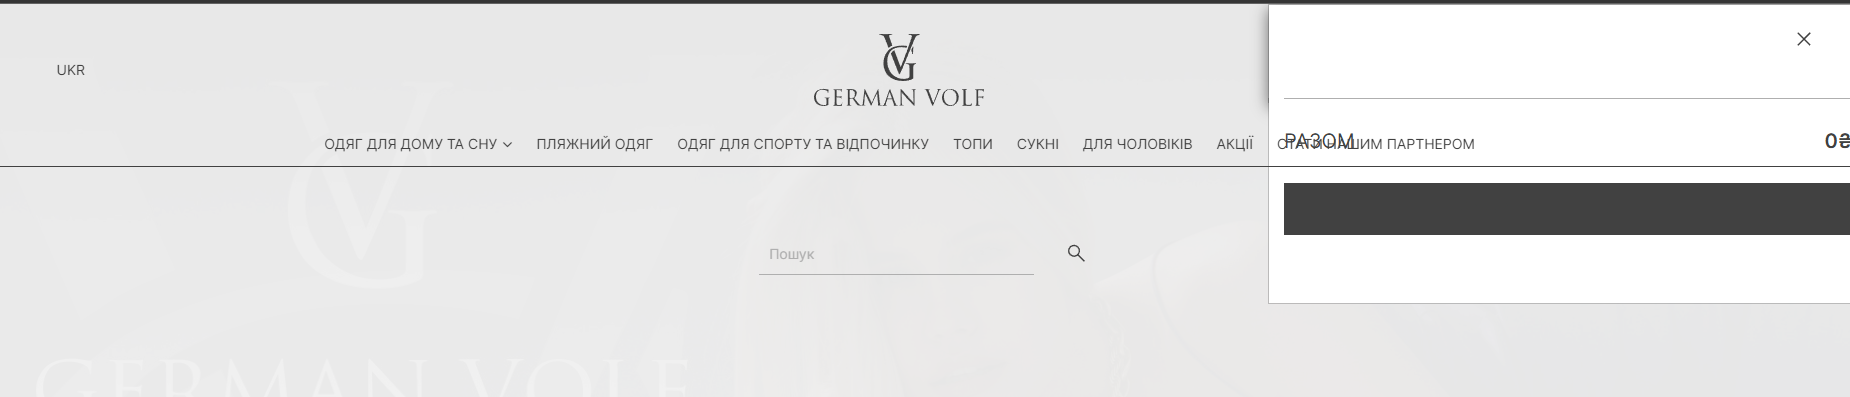 UKR
VG
GERMAN VOLF
ОДЯГ ДЛЯ ДОМУ ТА СНУ ПЛЯЖНИЙ ОДЯГ ОДЯГ ДЛЯ СПОРТУ ТА ВІДПОЧИНКУ ТОПИ СУКНІ ДЛЯ ЧОЛОВІКІВ АКЦІЇ СТАТИ НАШИМ ПАРТНЕРОМ
РАЗОМ 0₴
Пошук
VG
GERMAN VOLF